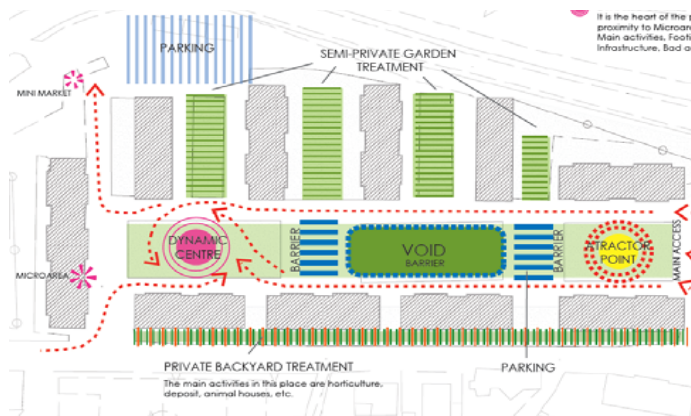 It is the heart of the
proximity to Microar
Main activities, Footi
Infrastructure, Bad a
PARKING
SEMI-PRIVATE GARDEN
TREATMENT
MINI MARKET
DYNAMIC
CENTRE
BARRIER
VOID
BARRIER
BARRIER
ATRACTOR
POINT
MAIN ACCESS
MICROAREA
PRIVATE BACKYARD TREATMENT
PARKING
The main activities in this place are horticulture,
deposit, animal houses, etc.